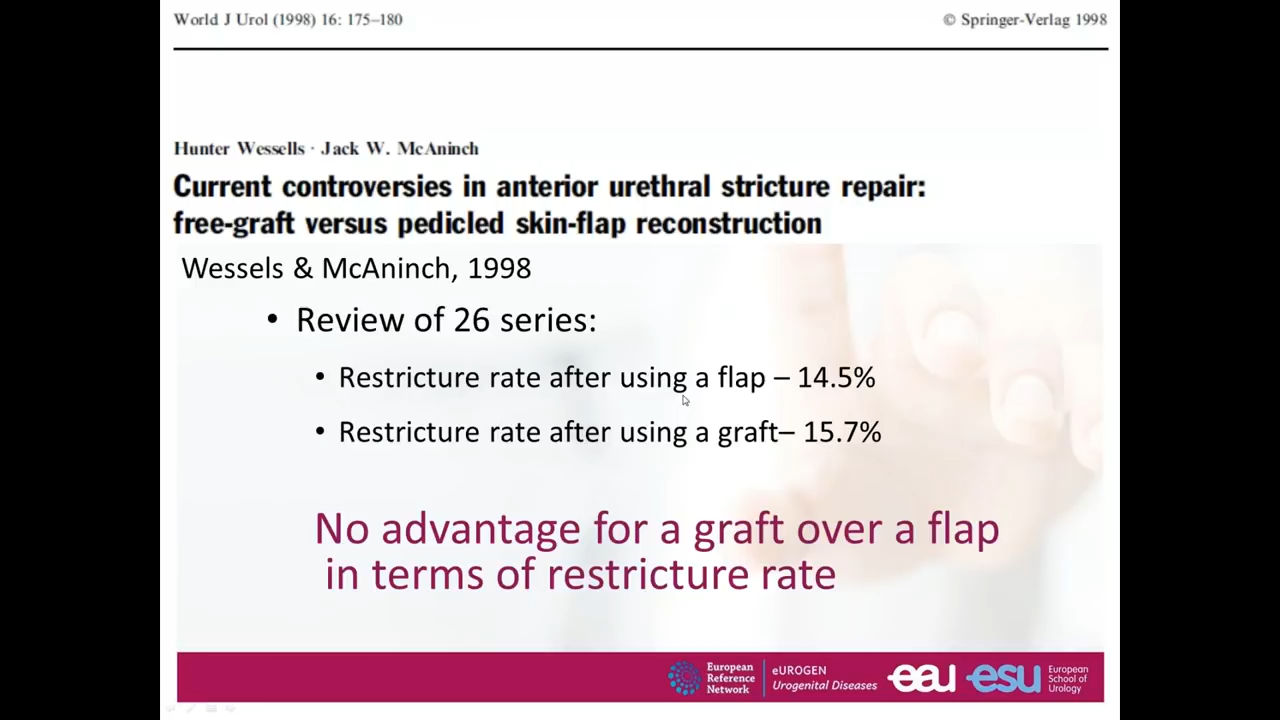 World J Urol (1998) 16: 175–180
© Springer-Verlag 1998
Hunter Wessells · Jack W. McAninch
Current controversies in anterior urethral stricture repair:
free-graft versus pedicled skin-flap reconstruction
Wessels & McAninch, 1998
• Review of 26 series:
• Restricture rate after using a flap – 14.5%
• Restricture rate after using a graft– 15.7%
No advantage for a graft over a flap
in terms of restricture rate
European
Reference
Network
eUROGEN
Urogenital Diseases
eau
esu
European
School of
Urology